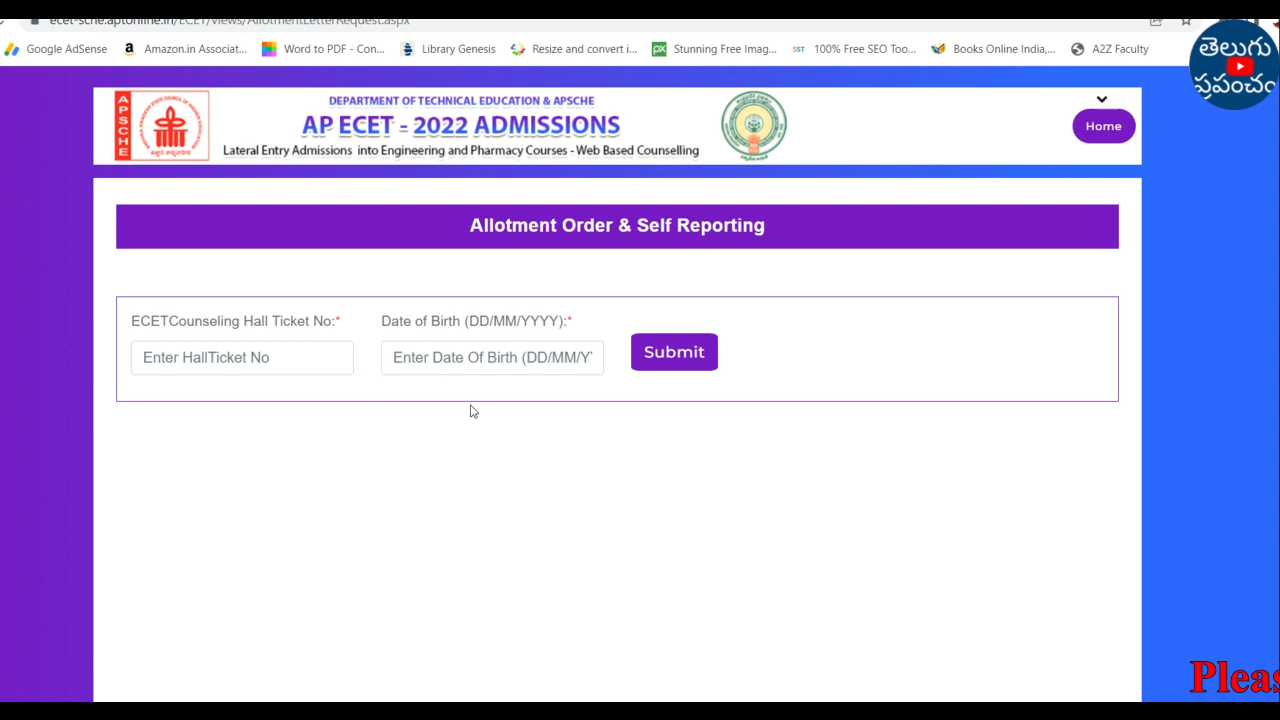 ecet-sche.aptonline.in/ECET/Views/AllotmentLetterRequest.aspx
Google AdSense Amazon.in Associat... Word to PDF - Con... Library Genesis Resize and convert i... Stunning Free Imag... 100% Free SEO Too... Books Online India,... A2Z Faculty
తెలుగు
ప్రపంచం
APSCHE
DEPARTMENT OF TECHNICAL EDUCATION & APSCHE
AP ECET - 2022 ADMISSIONS
Lateral Entry Admissions into Engineering and Pharmacy Courses - Web Based Counselling
Home
Allotment Order & Self Reporting
ECETCounseling Hall Ticket No:* Date of Birth (DD/MM/YYYY):*
Enter HallTicket No Enter Date Of Birth (DD/MM/Y
Submit
Pleas